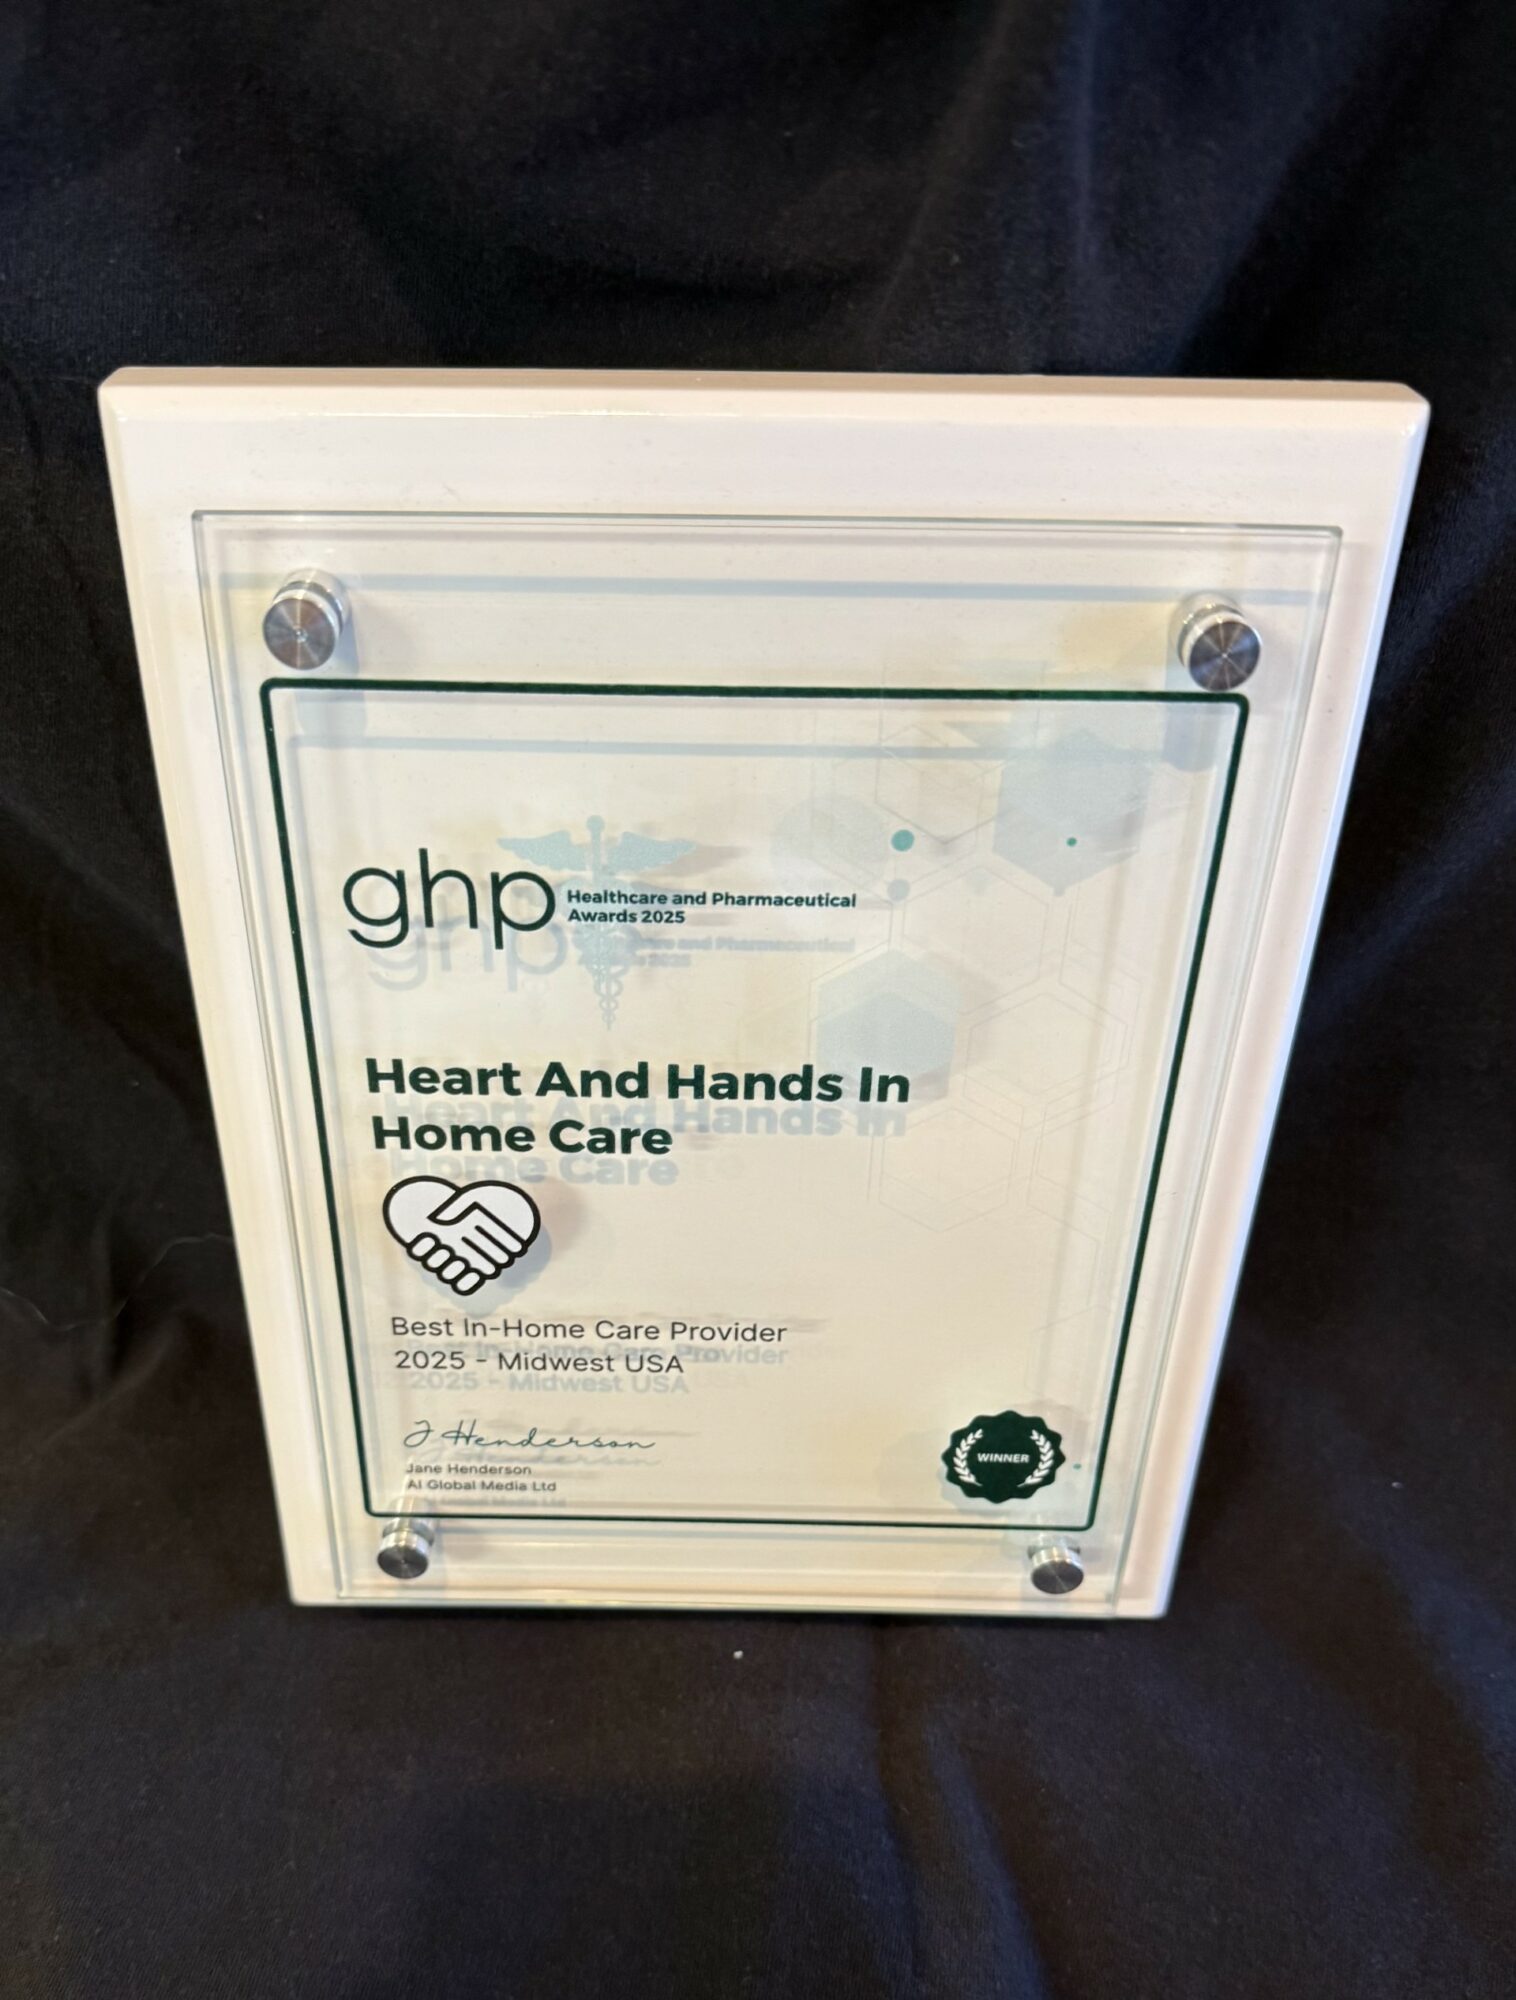 ghp
Healthcare and Pharmaceutical
Awards 2025
Heart And Hands In
Home Care
Best In-Home Care Provider
2025 - Midwest USA
J Henderson
Jane Henderson
AI Global Media Ltd
WINNER